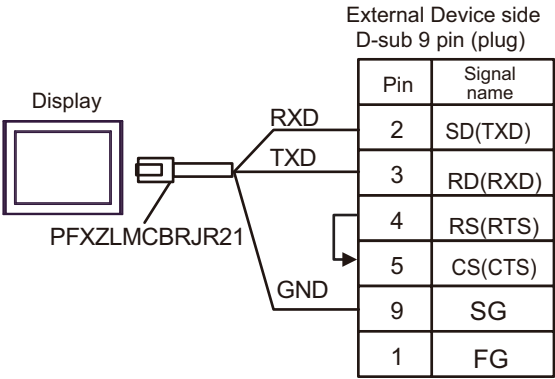 External Device side
D-sub 9 pin (plug)
Display
Pin
Signal
name
RXD
2
SD(TXD)
TXD
3
RD(RXD)
4
RS(RTS)
PFXZLMCBRJR21
5
CS(CTS)
GND
9
SG
1
FG